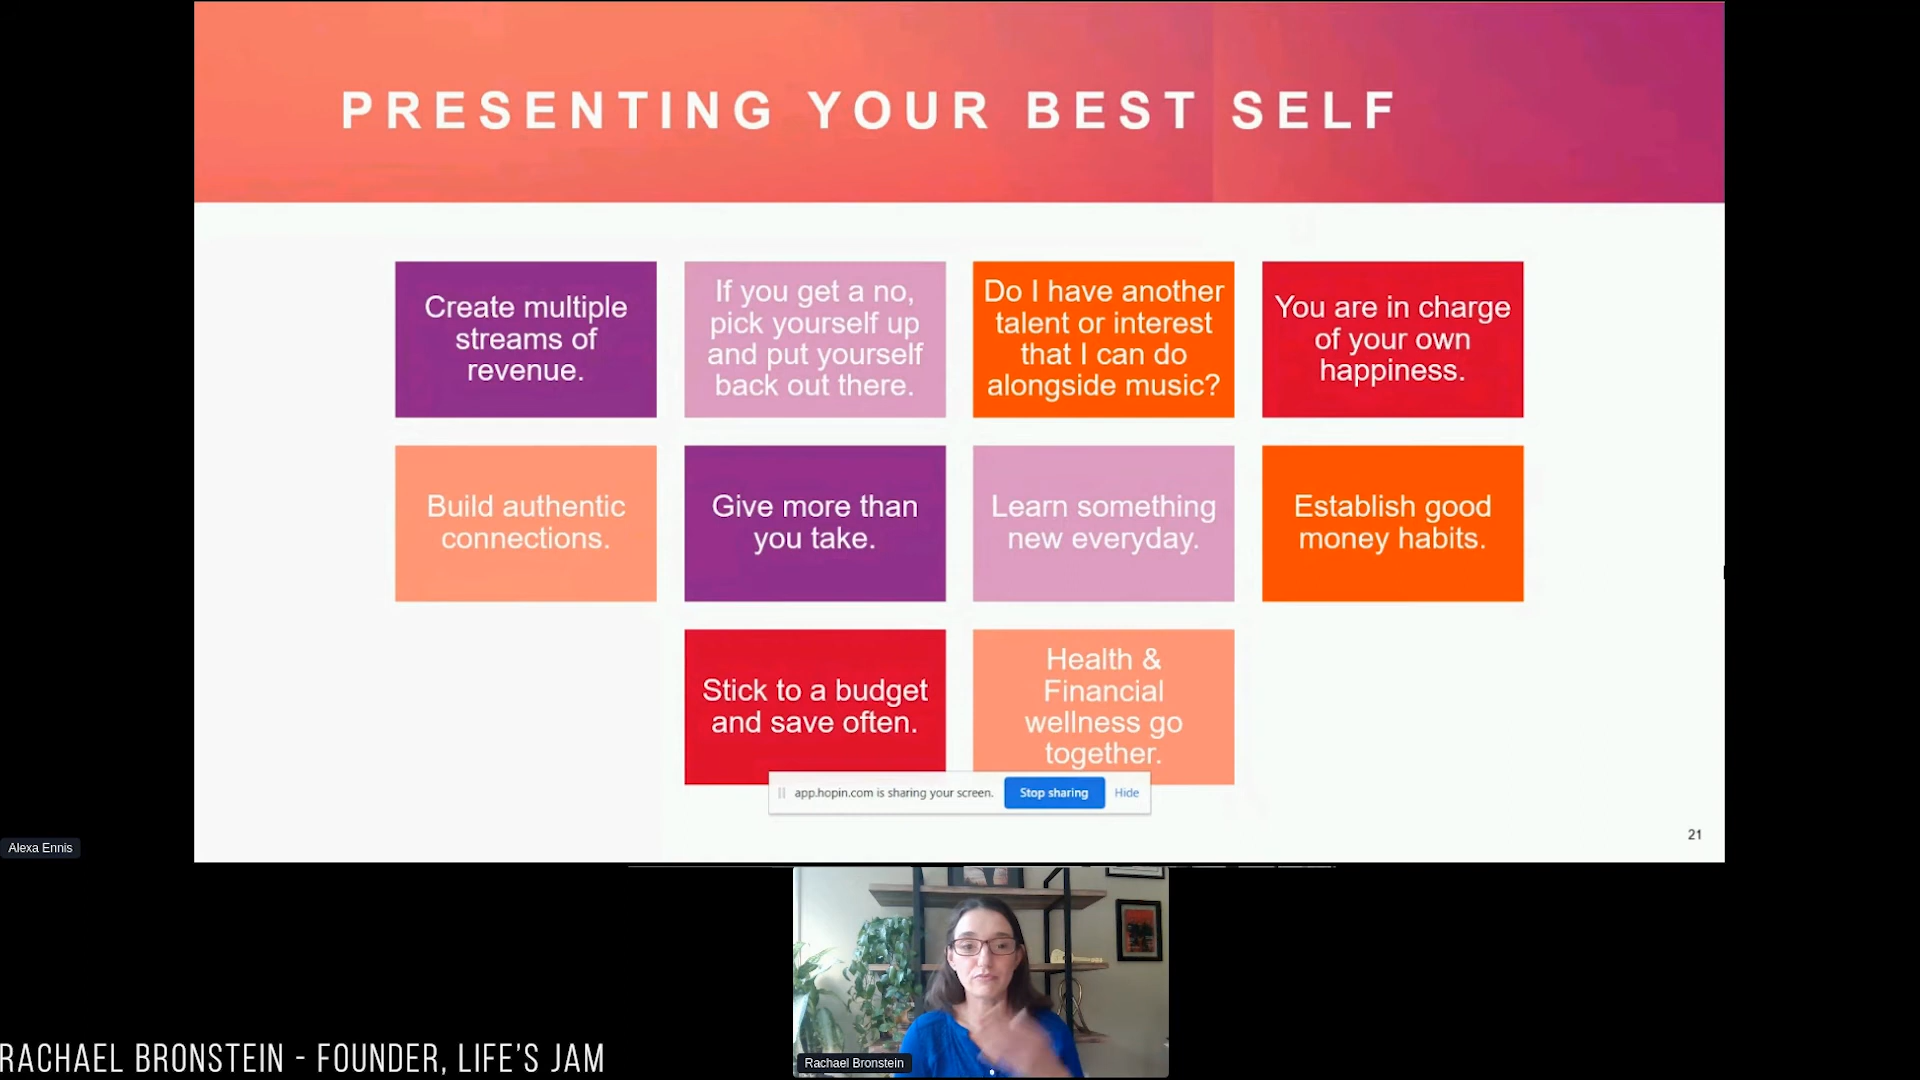 PRESENTING YOUR BEST SELF
Create multiple
streams of
revenue.
If you get a no,
pick yourself up
and put yourself
back out there.
Do I have another
talent or interest
that I can do
alongside music?
You are in charge
of your own
happiness.
Build authentic
connections.
Give more than
you take.
Learn something
new everyday.
Establish good
money habits.
Stick to a budget
and save often.
Health &
Financial
wellness go
together.
app.hopin.com is sharing your screen.
Stop sharing
Hide
21
Alexa Ennis
Rachael Bronstein
RACHAEL BRONSTEIN - FOUNDER, LIFE'S JAM